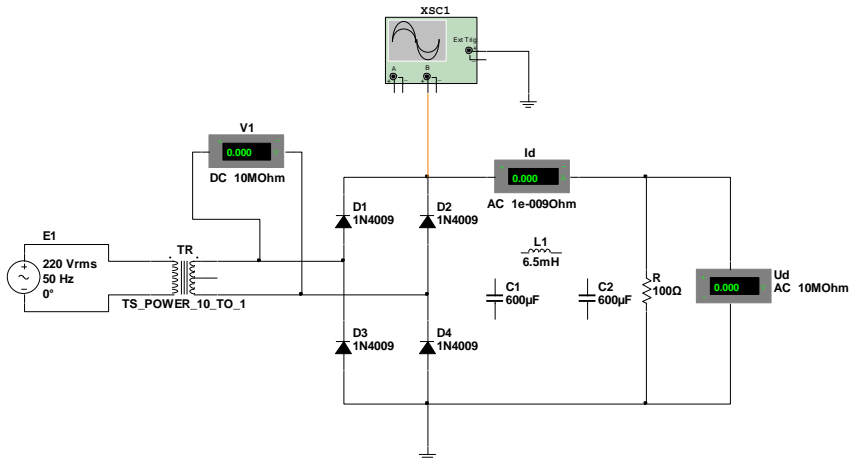 XSC1
Ext Trig
+
A
B
+
+
V1
0.000
DC 10MOhm
Id
0.000
AC 1e-009Ohm
D1
1N4009
D2
1N4009
E1
220 Vrms
50 Hz
0°
TR
TS_POWER_10_TO_1
L1
6.5mH
C1
600µF
C2
600µF
R
100Ω
Ud
0.000
AC 10MOhm
D3
1N4009
D4
1N4009